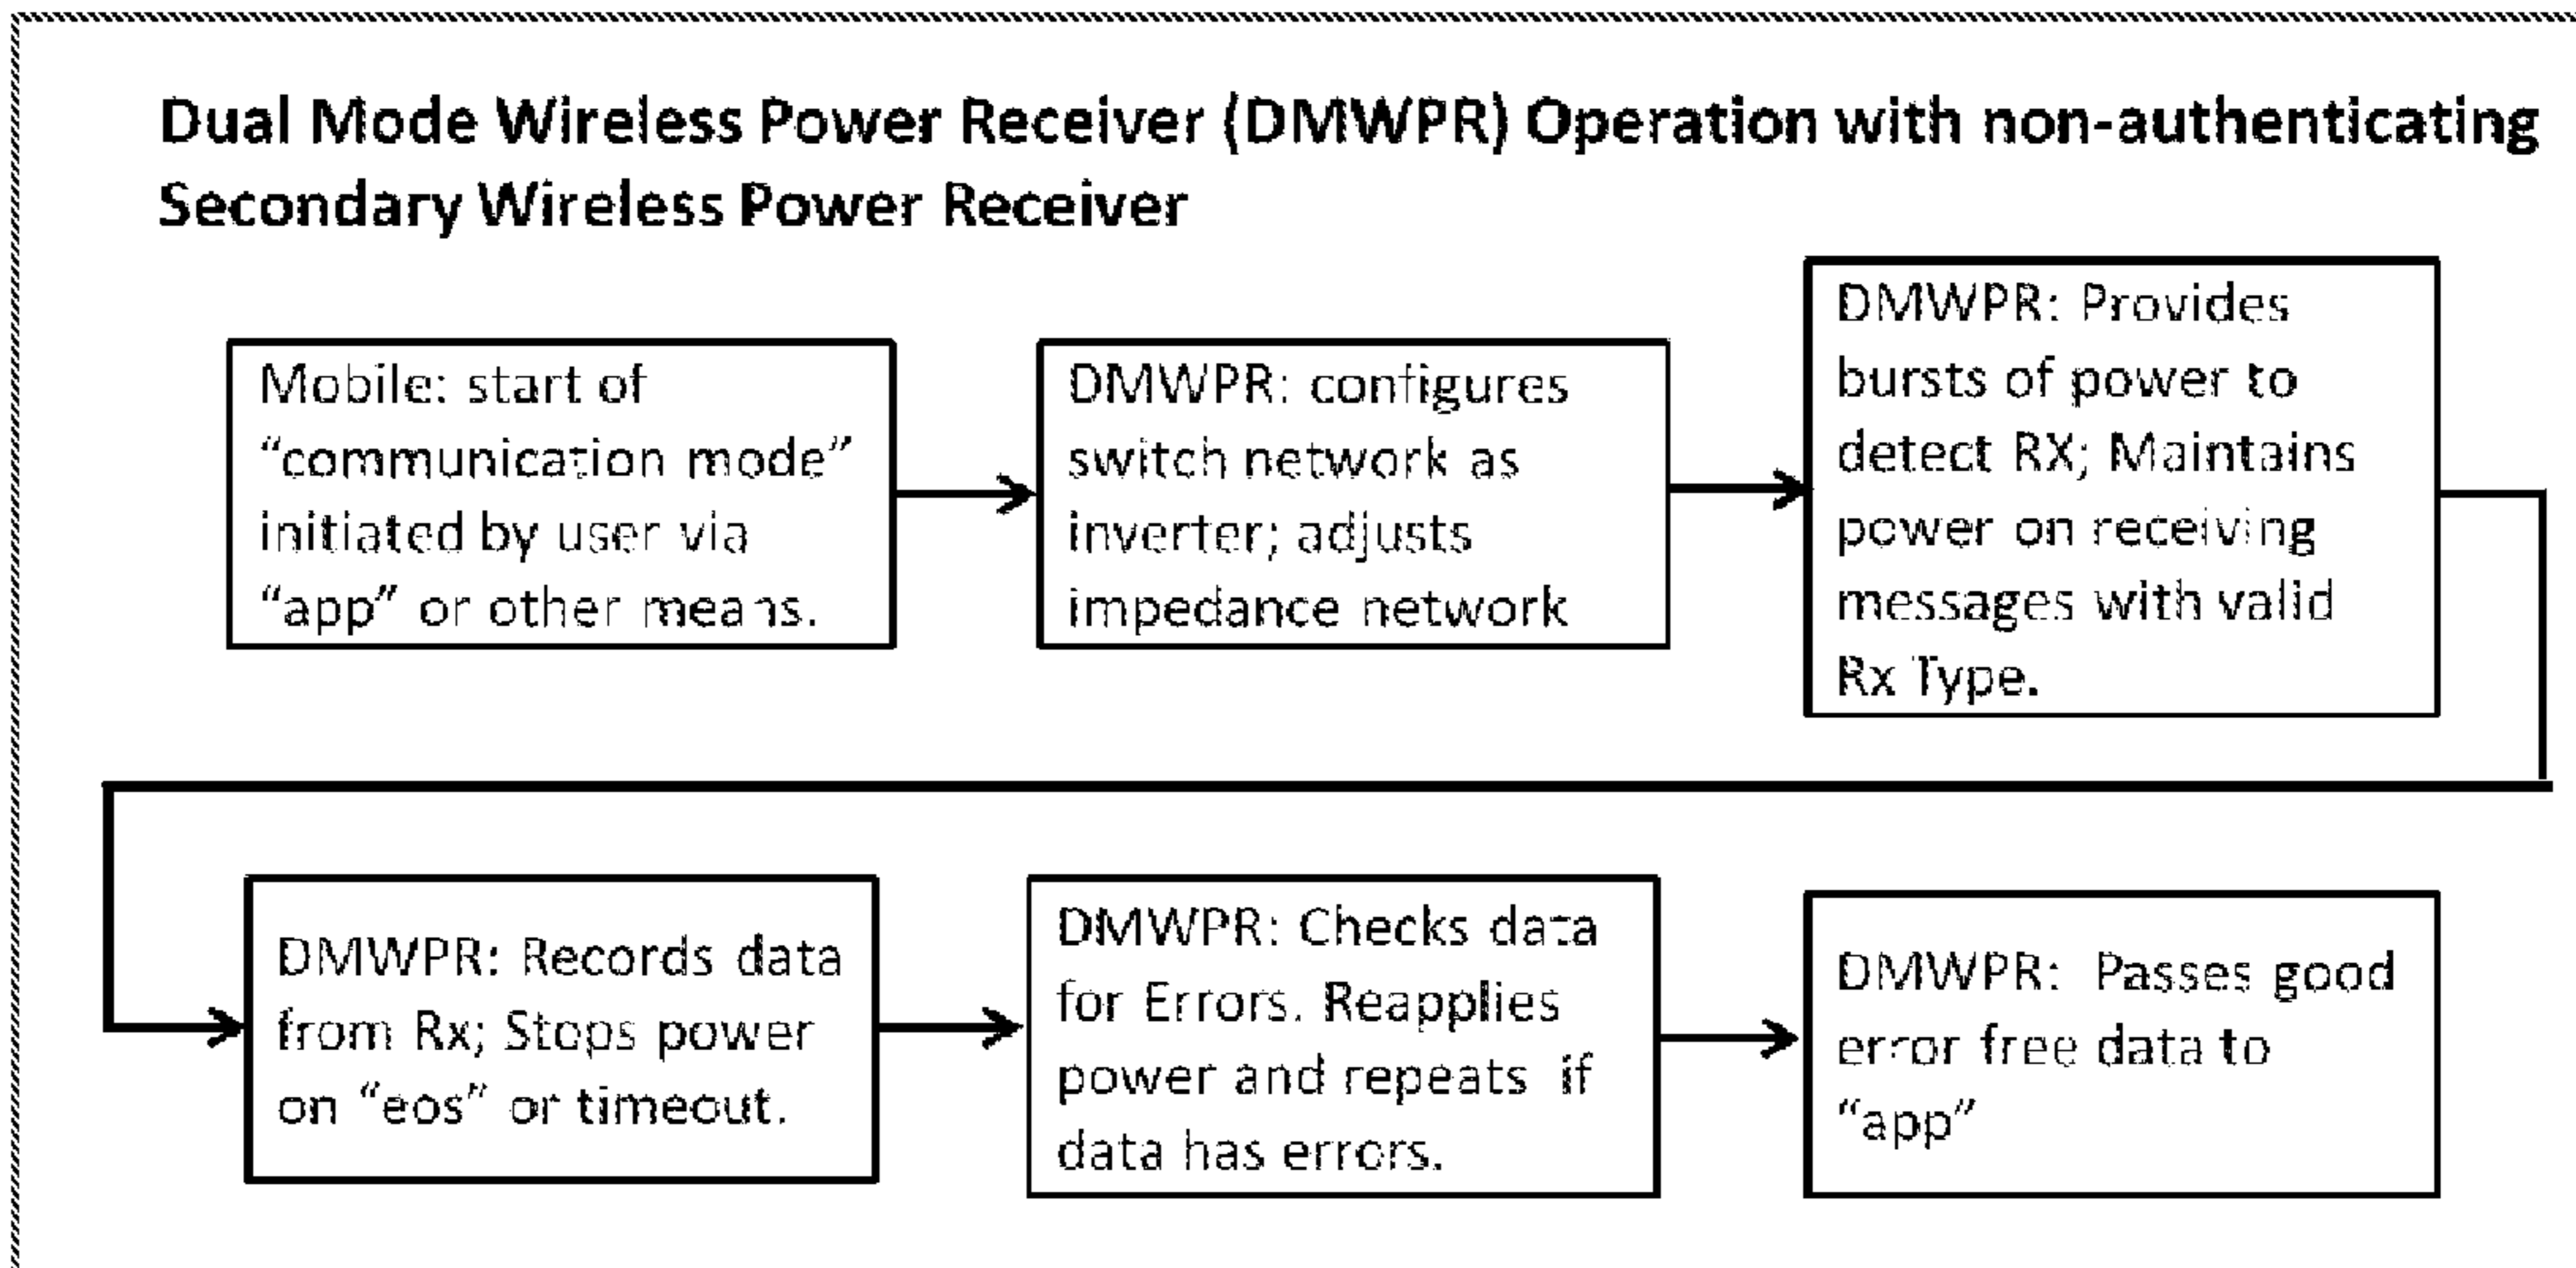 Dual Mode Wireless Power Receiver (DMWPR) Operation with non-authenticating
Secondary Wireless Power Receiver
Mobile: start of
“communication mode”
initiated by user via
“app” or other means.
DMWPR: configures
switch network as
inverter; adjusts
impedance network
DMWPR: Provides
bursts of power to
detect RX; Maintains
power on receiving
messages with valid
Rx Type.
DMWPR: Records data
from Rx; Stops power
on “eos” or timeout.
DMWPR: Checks data
for Errors. Reapplies
power and repeats if
data has errors.
DMWPR: Passes good
error free data to
“app”